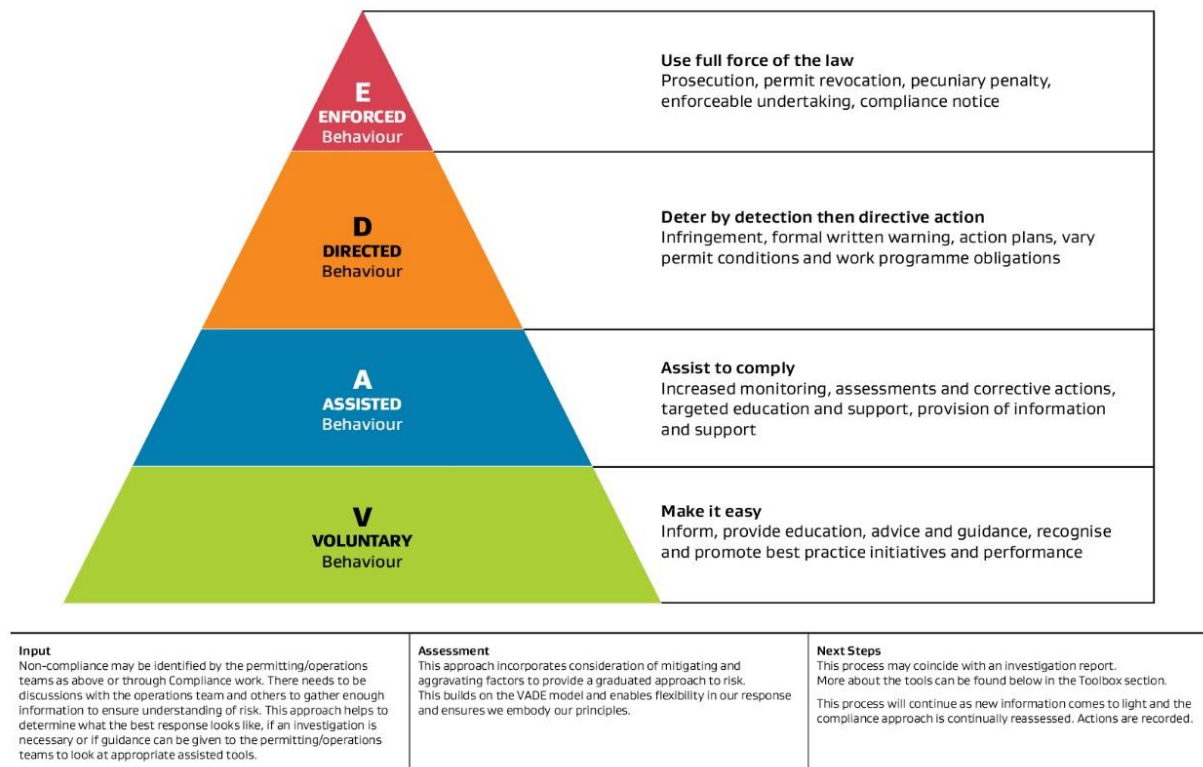 E
ENFORCED
Behaviour
Use full force of the law
Prosecution, permit revocation, pecuniary penalty,
enforceable undertaking, compliance notice
D
DIRECTED
Behaviour
Deter by detection then directive action
Infringement, formal written warning, action plans, vary
permit conditions and work programme obligations
A
ASSISTED
Behaviour
Assist to comply
Increased monitoring, assessments and corrective actions,
targeted education and support, provision of information
and support
V
VOLUNTARY
Behaviour
Make it easy
Inform, provide education, advice and guidance, recognise
and promote best practice initiatives and performance
Input
Non-compliance may be identified by the permitting/operations
teams as above or through Compliance work. There needs to be
discussions with the operations team and others to gather enough
information to ensure understanding of risk. This approach helps to
determine what the best response looks like, if an investigation is
necessary or if guidance can be given to the permitting/operations
teams to look at appropriate assisted tools.
Assessment
This approach incorporates consideration of mitigating and
aggravating factors to provide a graduated approach to risk.
This builds on the VADE model and enables flexibility in our response
and ensures we embody our principles.
Next Steps
This process may coincide with an investigation report.
More about the tools can be found below in the Toolbox section.
This process will continue as new information comes to light and the
compliance approach is continually reassessed. Actions are recorded.